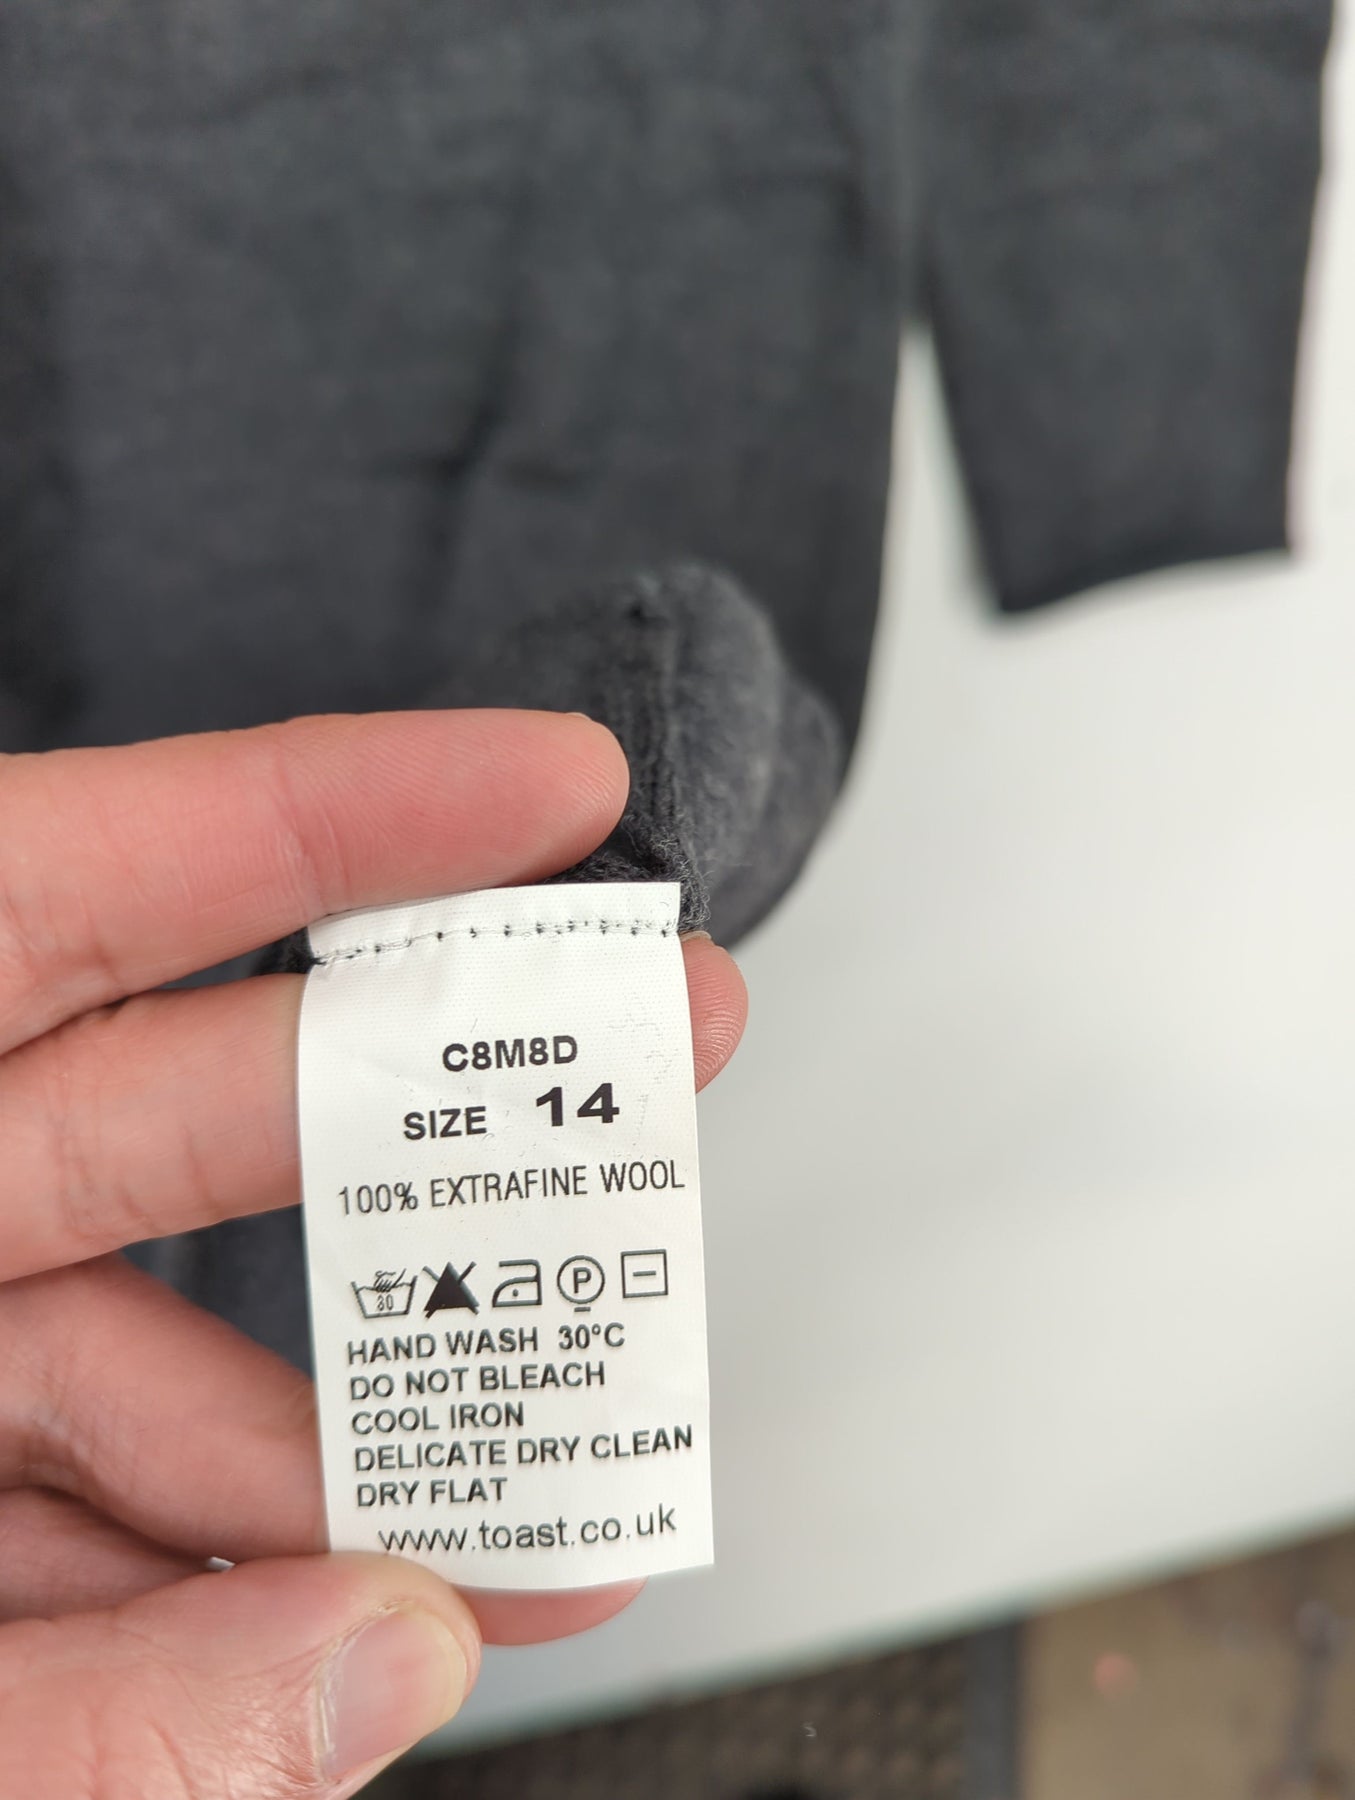 C8M8D
SIZE 14
100% EXTRAFINE WOOL
30 P
HAND WASH 30°C
DO NOT BLEACH
COOL IRON
DELICATE DRY CLEAN
DRY FLAT
www.toast.co.uk